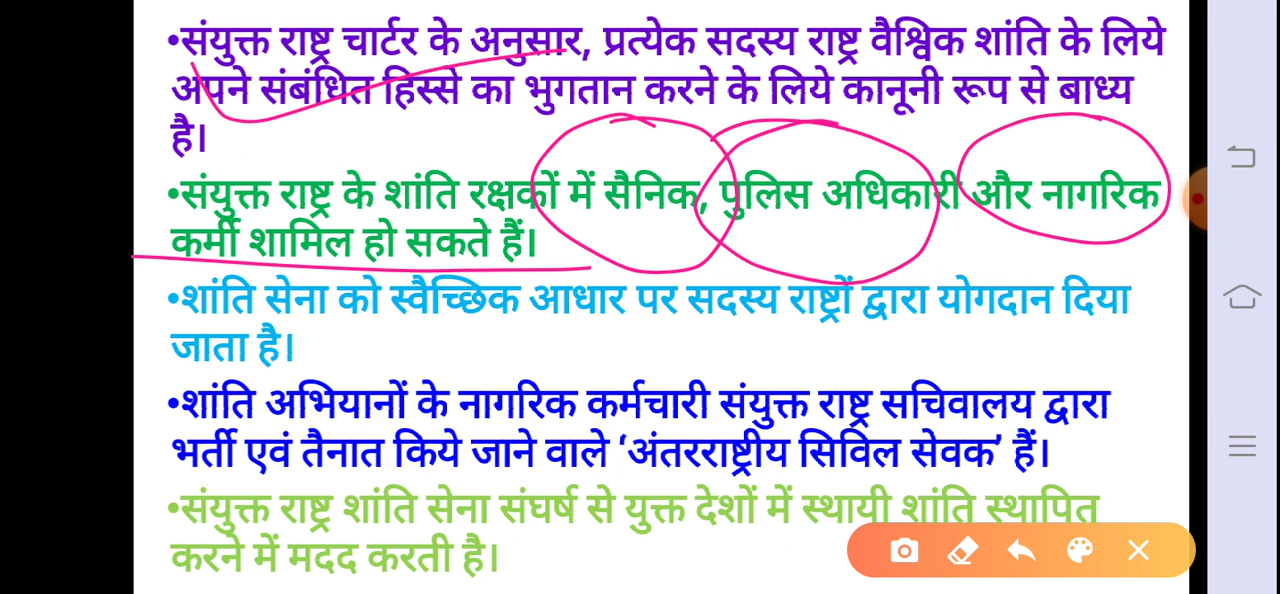 •संयुक्त राष्ट्र चार्टर के अनुसार, प्रत्येक सदस्य राष्ट्र वैश्विक शांति के लिये
अपने संबंधित हिस्से का भुगतान करने के लिये कानूनी रूप से बाध्य
है।
•संयुक्त राष्ट्र के शांति रक्षकों में सैनिक, पुलिस अधिकारी और नागरिक
कर्मी शामिल हो सकते हैं।
•शांति सेना को स्वैच्छिक आधार पर सदस्य राष्ट्रों द्वारा योगदान दिया
जाता है।
•शांति अभियानों के नागरिक कर्मचारी संयुक्त राष्ट्र सचिवालय द्वारा
भर्ती एवं तैनात किये जाने वाले ‘अंतरराष्ट्रीय सिविल सेवक’ हैं।
•संयुक्त राष्ट्र शांति सेना संघर्ष से युक्त देशों में स्थायी शांति स्थापित
करने में मदद करती है।